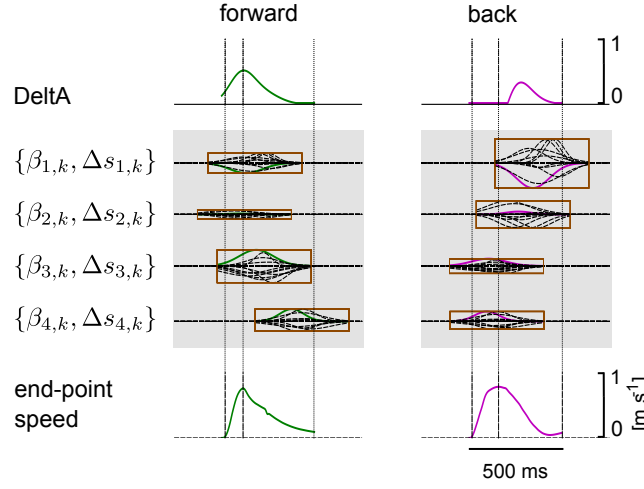 forward back
1
DeltA
0
{β1,k, Δs1,k}
{β2,k, Δs2,k}
{β3,k, Δs3,k}
{β4,k, Δs4,k}
1
end-point
speed
0
[m s-1]
500 ms